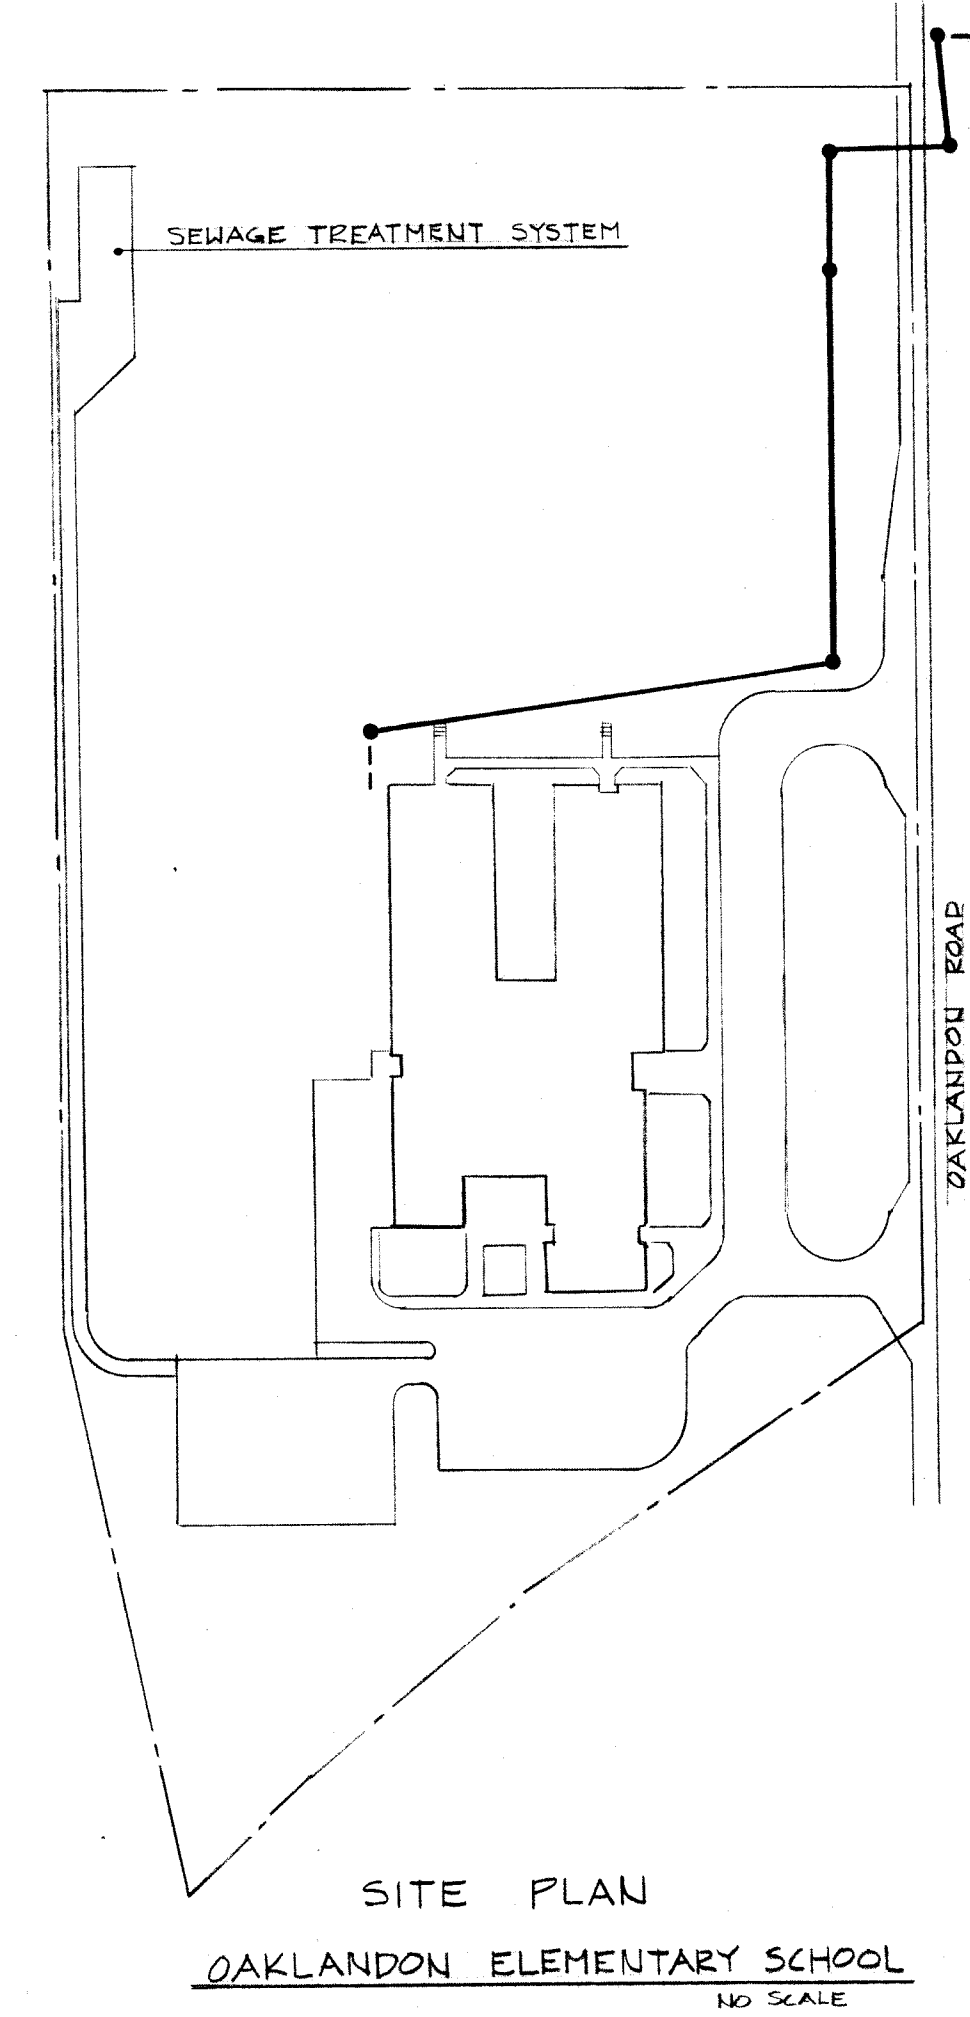 SEWAGE TREATMENT SYSTEM
OAKLANDON ROAD
SITE PLAN
OAKLANDON ELEMENTARY SCHOOL
NO SCALE